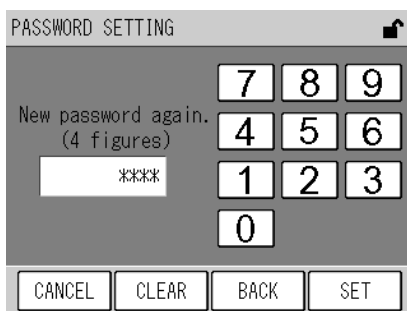 PASSWORD SETTING
7 8 9
New password again.
(4 figures)
4 5 6
****
1 2 3
0
CANCEL CLEAR BACK SET